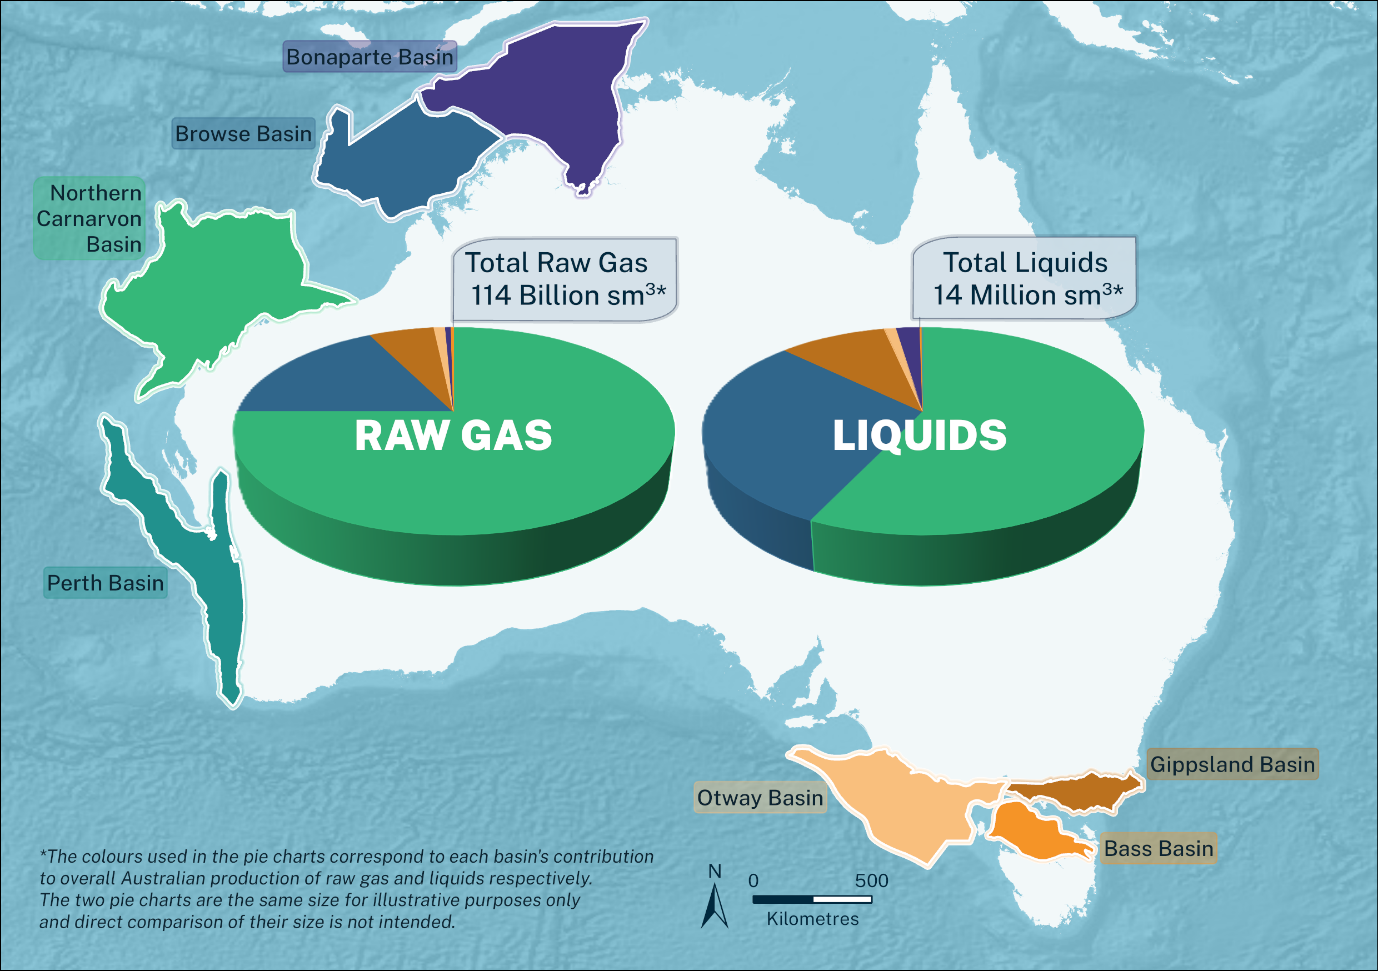 Bonaparte Basin
Browse Basin
Northern
Carnarvon
Basin
Total Raw Gas
114 Billion sm³*
Total Liquids
14 Million sm³*
RAW GAS
LIQUIDS
Perth Basin
Gippsland Basin
Otway Basin
Bass Basin
*The colours used in the pie charts correspond to each basin's contribution
to overall Australian production of raw gas and liquids respectively.
The two pie charts are the same size for illustrative purposes only
and direct comparison of their size is not intended.
N
0 500
Kilometres